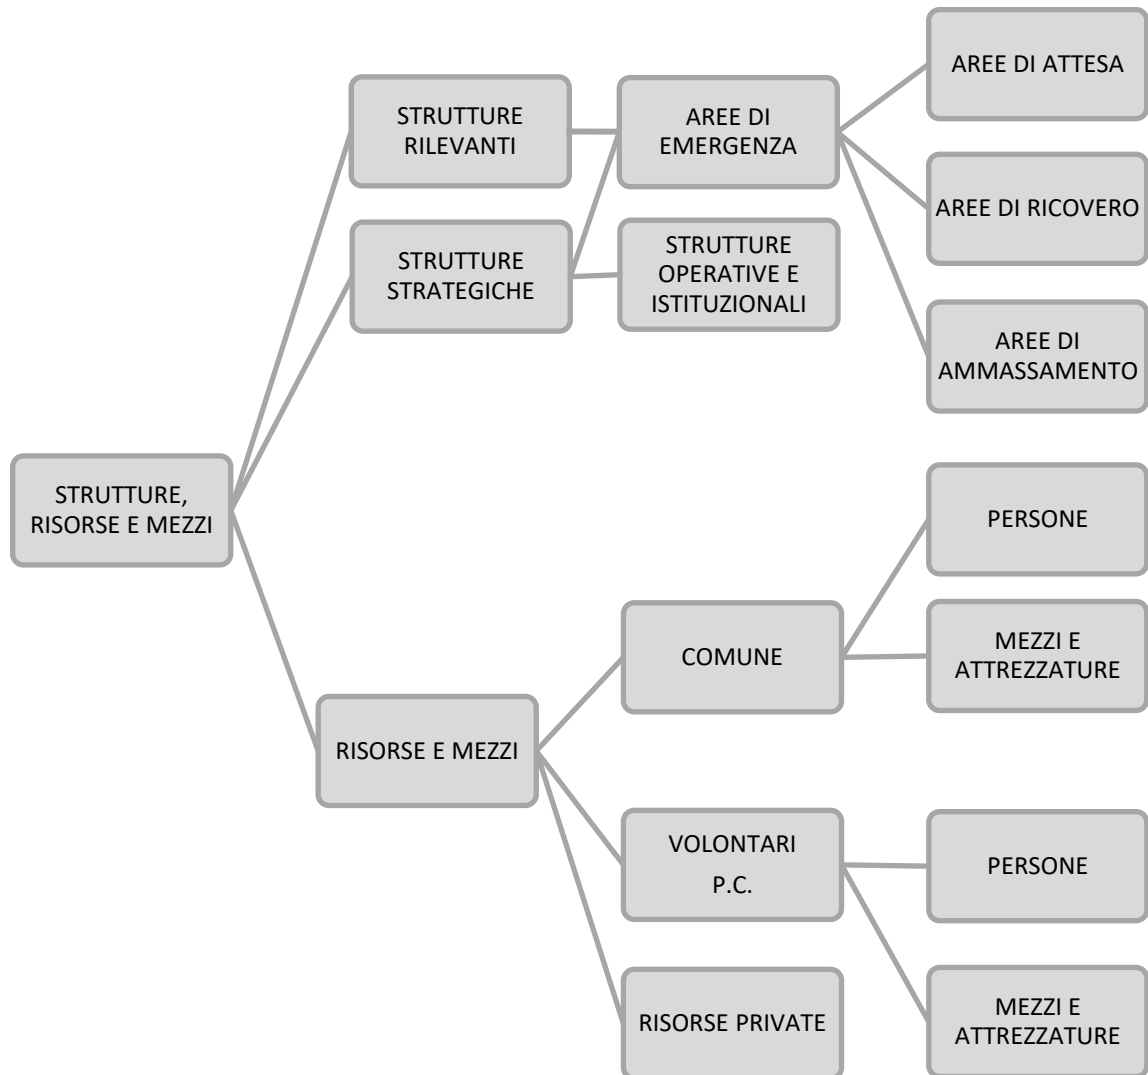 AREE DI ATTESA
STRUTTURE
RILEVANTI
AREE DI
EMERGENZA
AREE DI RICOVERO
STRUTTURE
STRATEGICHE
STRUTTURE
OPERATIVE E
ISTITUZIONALI
AREE DI
AMMASSAMENTO
STRUTTURE,
RISORSE E MEZZI
PERSONE
COMUNE
MEZZI E
ATTREZZATURE
RISORSE E MEZZI
VOLONTARI
P.C.
PERSONE
RISORSE PRIVATE
MEZZI E
ATTREZZATURE